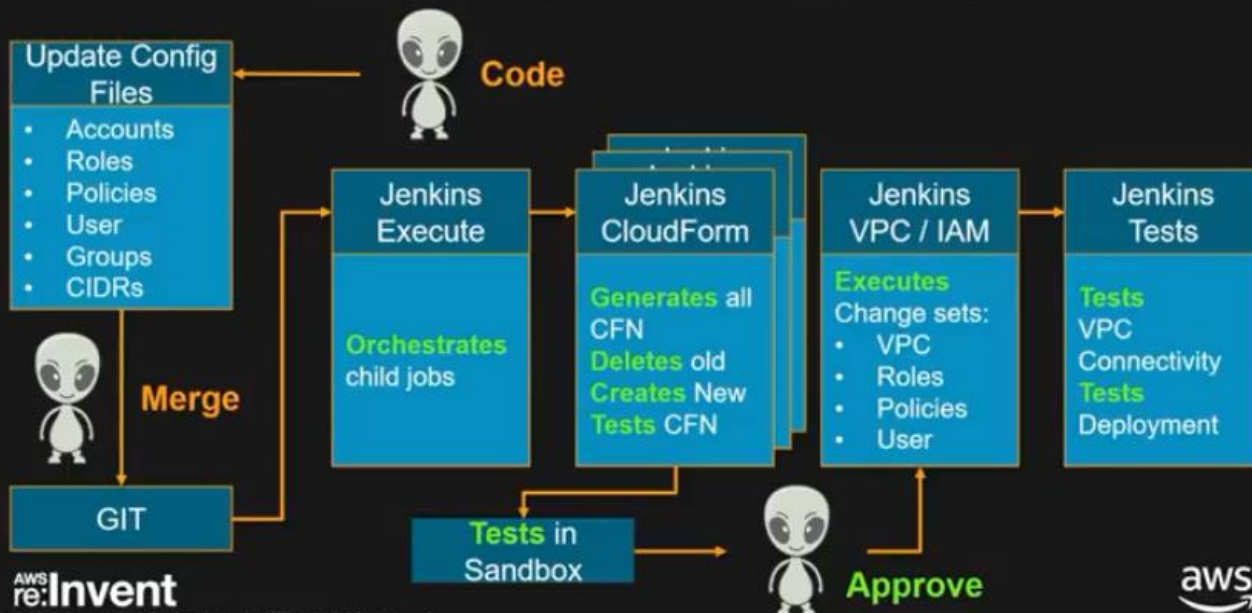 Code
Update Config
Files
• Accounts
• Roles
• Policies
• User
• Groups
• CIDRs
Merge
GIT
Jenkins
Execute
Orchestrates
child jobs
Jenkins
CloudForm
Generates all
CFN
Deletes old
Creates New
Tests CFN
Tests in
Sandbox
Approve
Jenkins
VPC / IAM
Executes
Change sets:
• VPC
• Roles
• Policies
• User
Jenkins
Tests
Tests
VPC
Connectivity
Tests
Deployment
AWS
re:Invent
aws